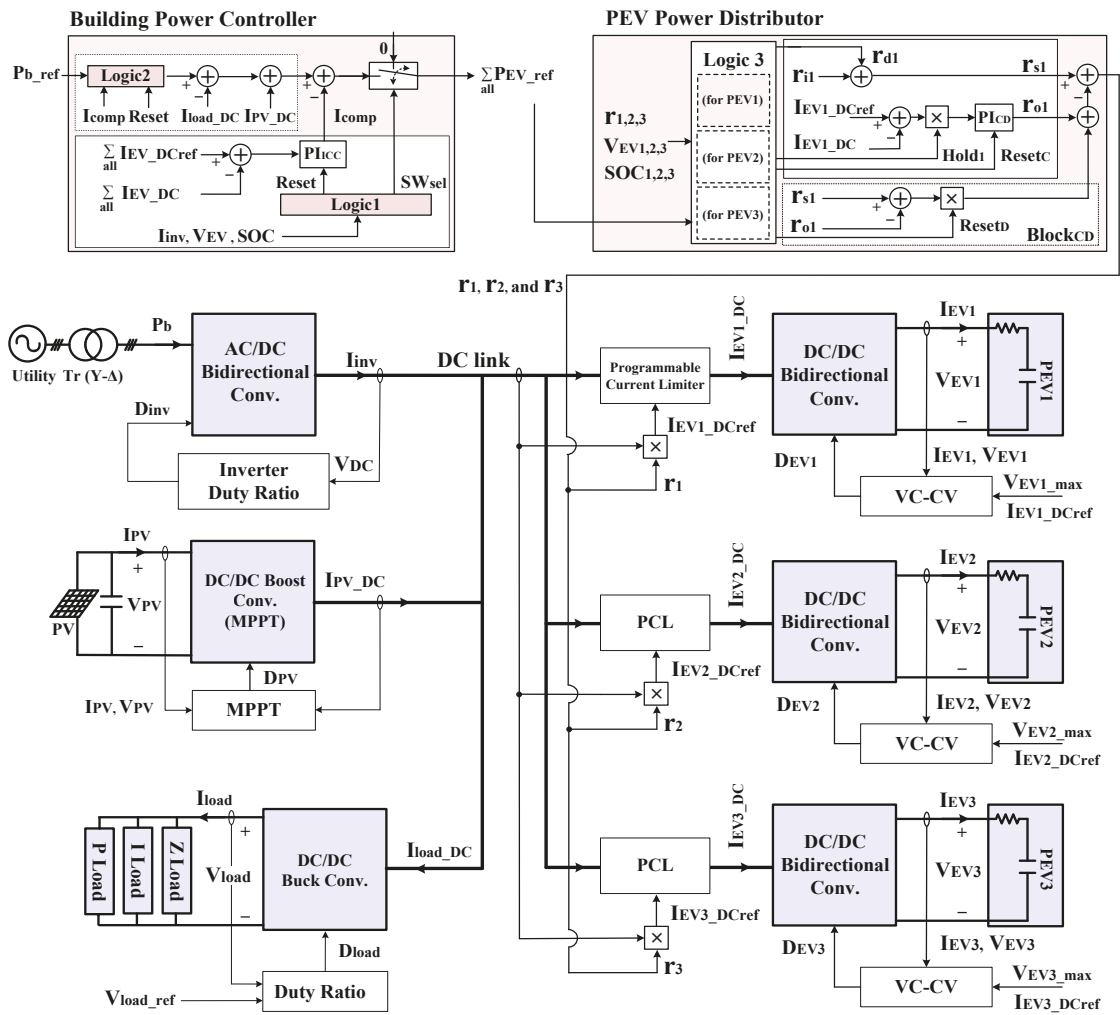 Building Power Controller
PEV Power Distributor
Pb_ref
Logic2
0
∑PEV_ref
all
Icomp
Reset
Iload_DC
IPV_DC
Icomp
∑ IEV_DCref
all
PIICC
∑ IEV_DC
all
Reset
SWsel
Logic1
Iinv, VEV, SOC
Logic 3
(for PEV1)
(for PEV2)
(for PEV3)
r1,2,3
VEV1,2,3
SOC1,2,3
rd1
ri1
rs1
IEV1_DCref
PICD
ro1
IEV1_DC
Hold1
ResetC
rs1
ro1
ResetD
BlockCD
r1, r2, and r3
Utility
Tr (Y-Δ)
Pb
AC/DC
Bidirectional
Conv.
Iinv
DC link
Dinv
VDC
Inverter
Duty Ratio
IPV
+
VPV
−
PV
DC/DC Boost
Conv.
(MPPT)
IPV_DC
DPV
IPV, VPV
MPPT
Iload
P Load
I Load
Z Load
+
Vload
−
DC/DC
Buck Conv.
Iload_DC
Dload
Vload_ref
Duty Ratio
Programmable
Current Limiter
IEV1_DC
IEV1_DCref
r1
DC/DC
Bidirectional
Conv.
IEV1
+
VEV1
−
PEV1
DEV1
IEV1, VEV1
VC-CV
VEV1_max
IEV1_DCref
PCL
IEV2_DC
IEV2_DCref
r2
DC/DC
Bidirectional
Conv.
IEV2
+
VEV2
−
PEV2
DEV2
IEV2, VEV2
VC-CV
VEV2_max
IEV2_DCref
PCL
IEV3_DC
IEV3_DCref
r3
DC/DC
Bidirectional
Conv.
IEV3
+
VEV3
−
PEV3
DEV3
IEV3, VEV3
VC-CV
VEV3_max
IEV3_DCref